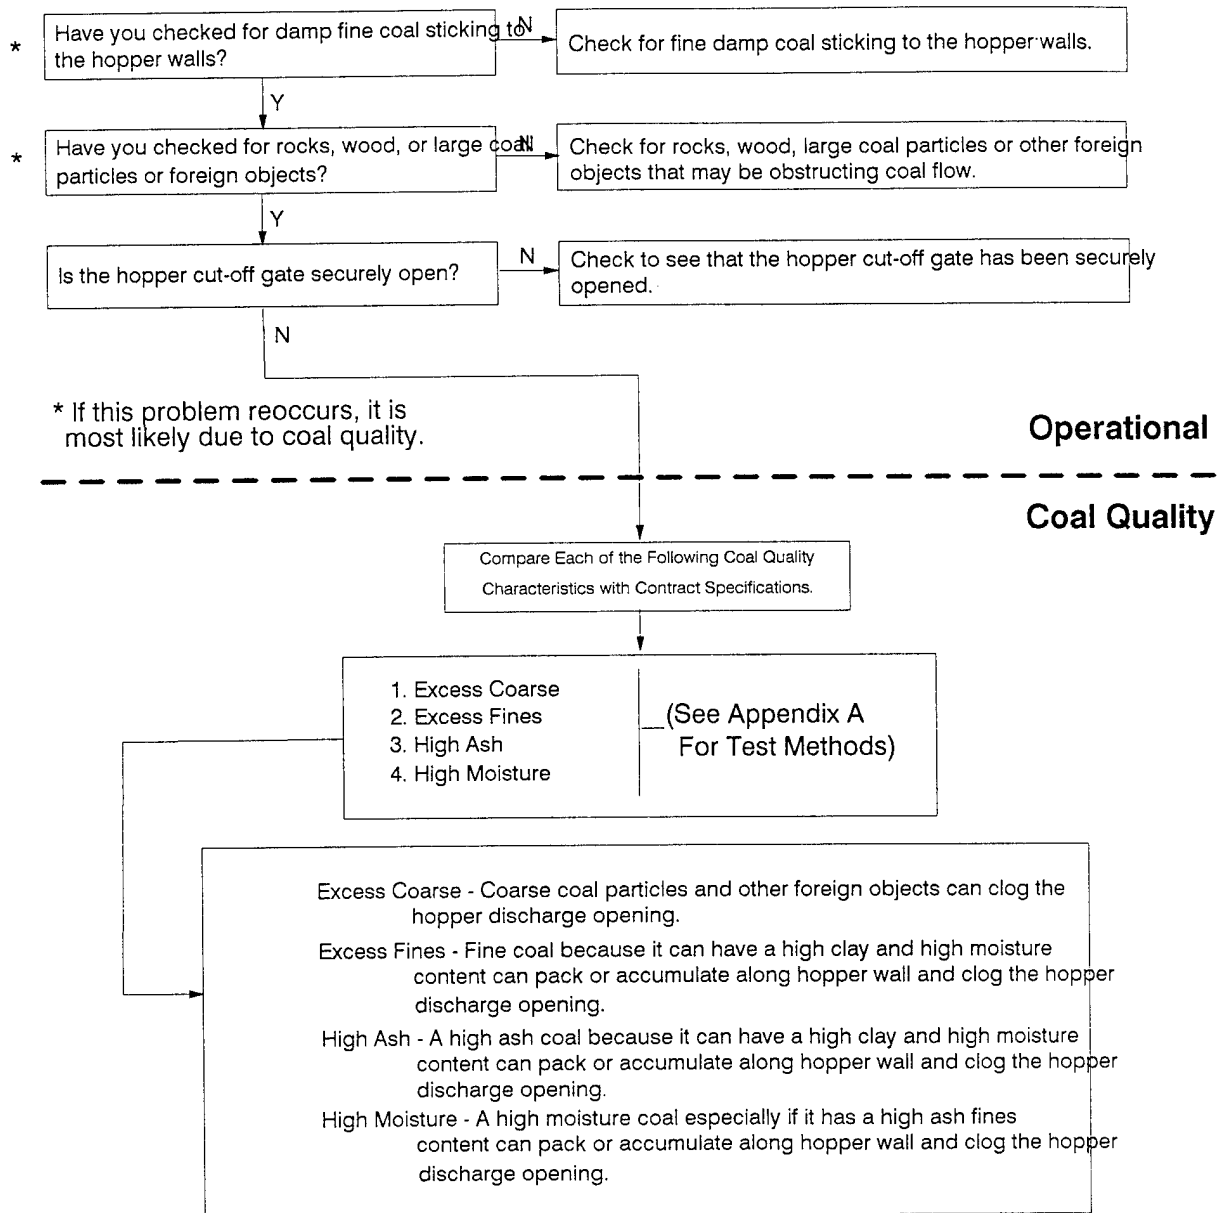 *
Have you checked for damp fine coal sticking to
the hopper walls?
N
Check for fine damp coal sticking to the hopper walls.
Y
*
Have you checked for rocks, wood, or large coal
particles or foreign objects?
N
Check for rocks, wood, large coal particles or other foreign
objects that may be obstructing coal flow.
Y
Is the hopper cut-off gate securely open?
N
Check to see that the hopper cut-off gate has been securely
opened.
N
* If this problem reoccurs, it is
most likely due to coal quality.
Operational
Coal Quality
Compare Each of the Following Coal Quality
Characteristics with Contract Specifications.
1. Excess Coarse
2. Excess Fines
3. High Ash
4. High Moisture
(See Appendix A
For Test Methods)
Excess Coarse - Coarse coal particles and other foreign objects can clog the
hopper discharge opening.
Excess Fines - Fine coal because it can have a high clay and high moisture
content can pack or accumulate along hopper wall and clog the hopper
discharge opening.
High Ash - A high ash coal because it can have a high clay and high moisture
content can pack or accumulate along hopper wall and clog the hopper
discharge opening.
High Moisture - A high moisture coal especially if it has a high ash fines
content can pack or accumulate along hopper wall and clog the hopper
discharge opening.